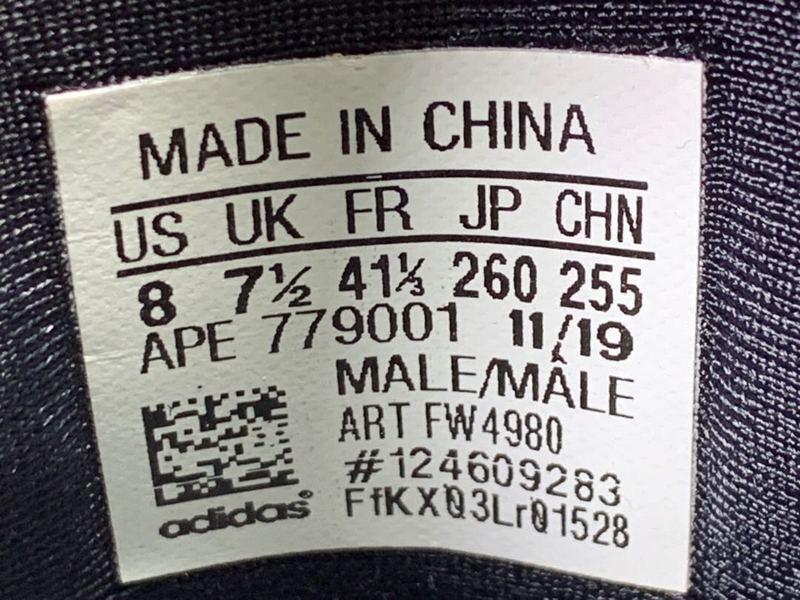 MADE IN CHINA
US UK FR JP CHN
8 7½ 41⅓ 260 255
APE 779001 11/19
MALE/MÂLE
ART FW4980
#124609283
FfKX03Lr01528
adidas®